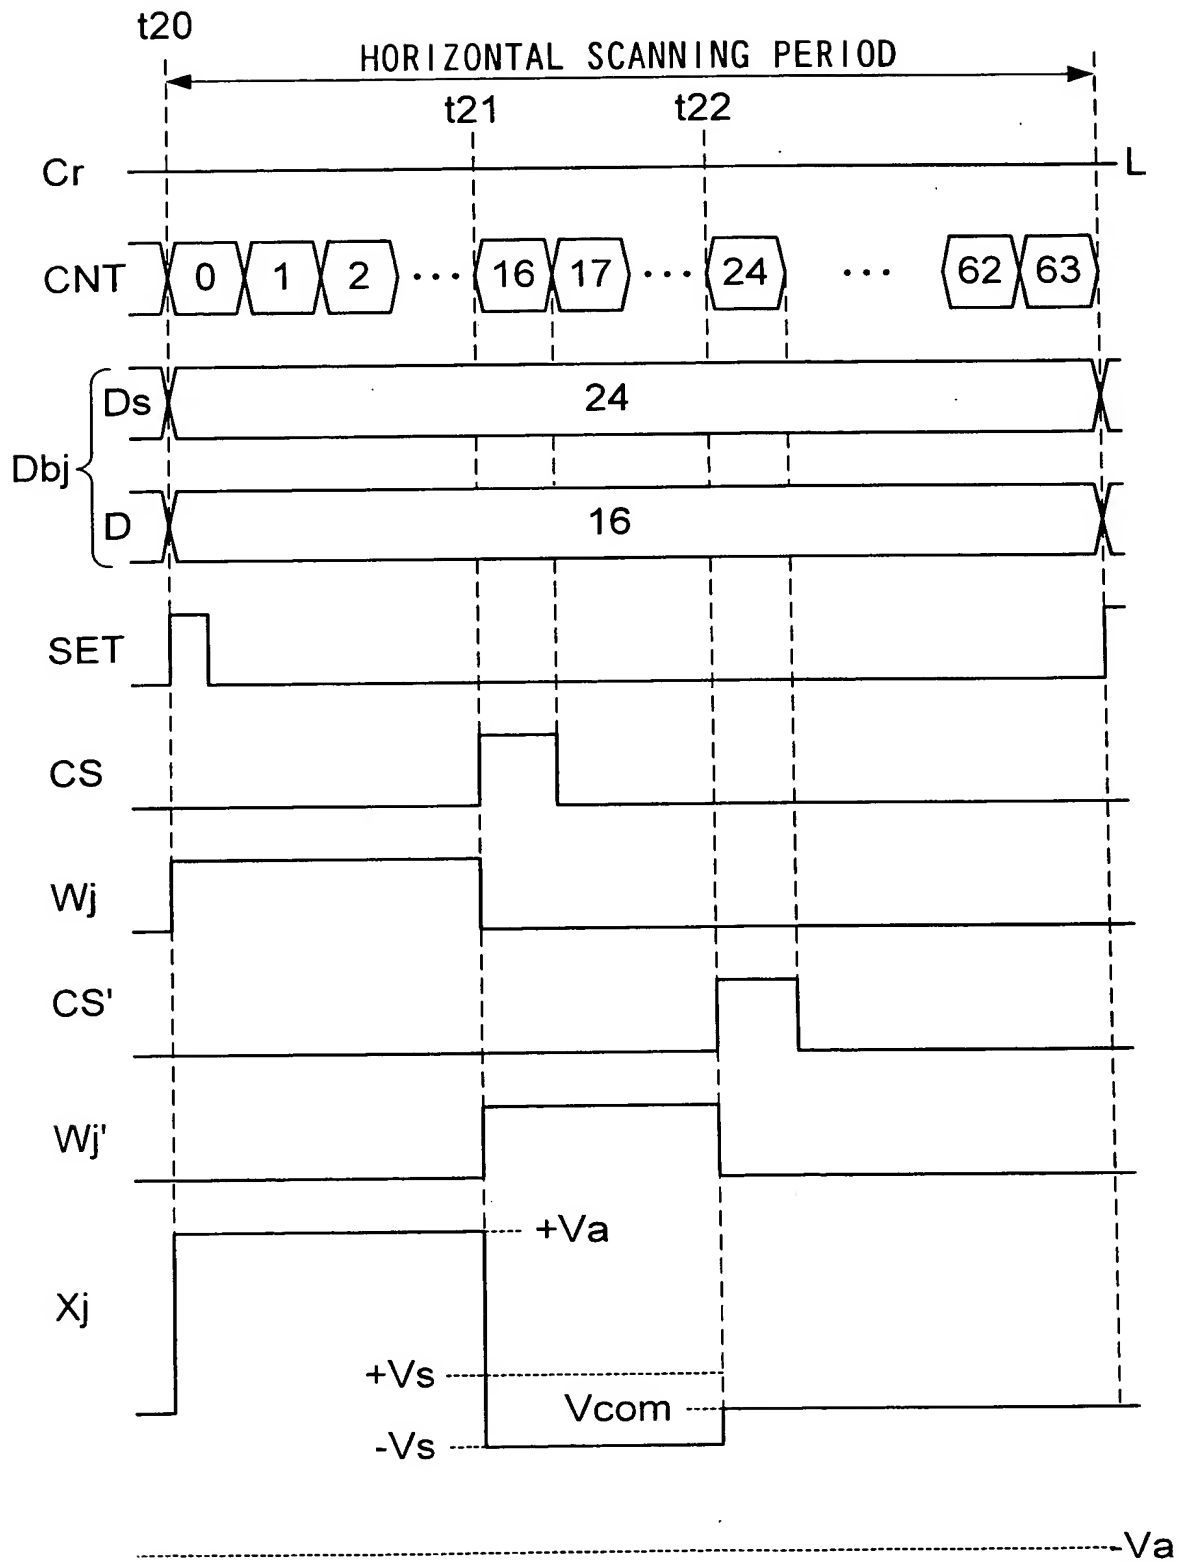 t20
HORIZONTAL SCANNING PERIOD
t21 t22
Cr L
CNT 0 1 2 ··· 16 17 ··· 24 ··· 62 63
Ds 24
Dbj
D 16
SET
CS
Wj
CS'
Wj'
+Va
Xj
+Vs
Vcom
-Vs
-Va